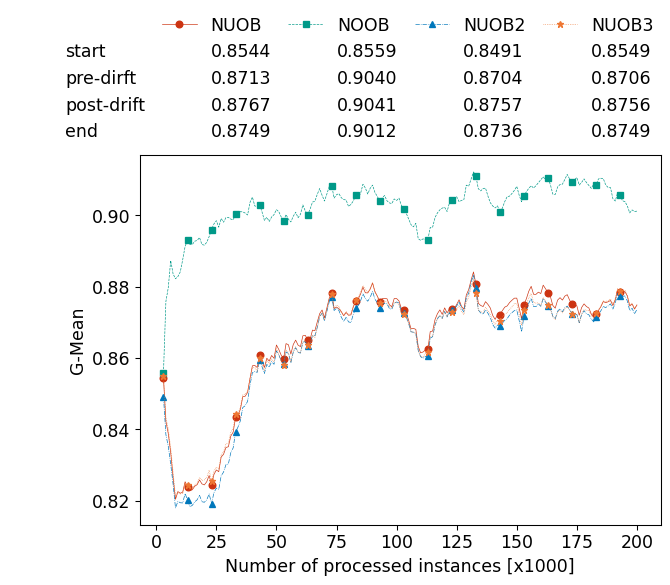 NUOB NOOB NUOB2 NUOB3
start 0.8544 0.8559 0.8491 0.8549
pre-dirft 0.8713 0.9040 0.8704 0.8706
post-drift 0.8767 0.9041 0.8757 0.8756
end 0.8749 0.9012 0.8736 0.8749
G-Mean
0.90
0.88
0.86
0.84
0.82
0 25 50 75 100 125 150 175 200
Number of processed instances [x1000]